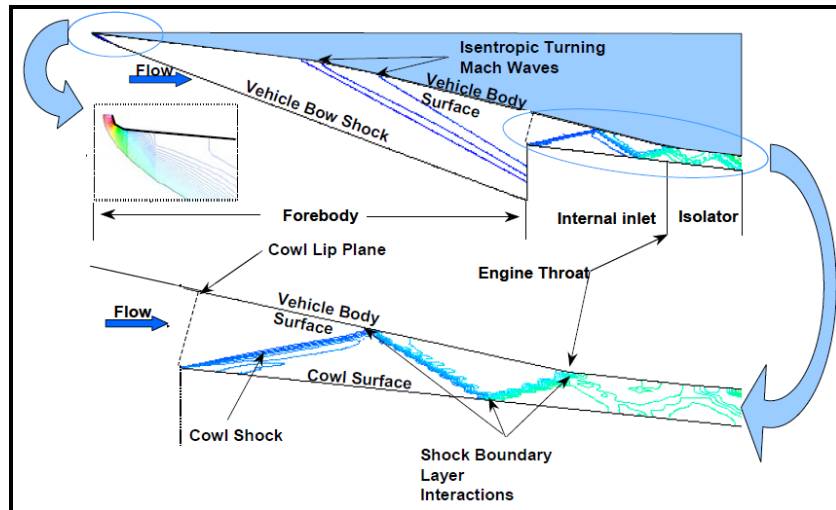 Isentropic Turning
Mach Waves
Flow
Vehicle Body
Surface
Vehicle Bow Shock
Forebody
Internal inlet
Isolator
Cowl Lip Plane
Engine Throat
Flow
Vehicle Body
Surface
Cowl Surface
Cowl Shock
Shock Boundary
Layer
Interactions